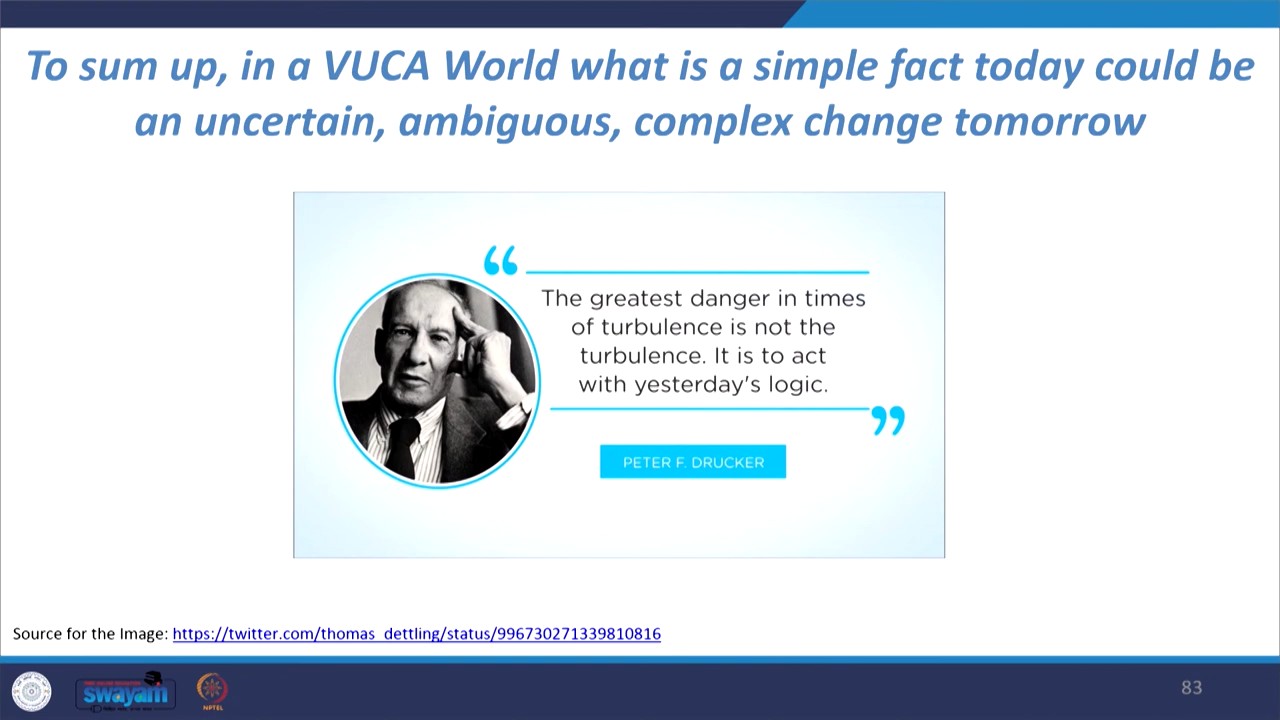 To sum up, in a VUCA World what is a simple fact today could be
an uncertain, ambiguous, complex change tomorrow
“
The greatest danger in times
of turbulence is not the
turbulence. It is to act
with yesterday's logic.
”
PETER F. DRUCKER
Source for the Image: https://twitter.com/thomas_dettling/status/996730271339810816
swayam
NPTEL
83